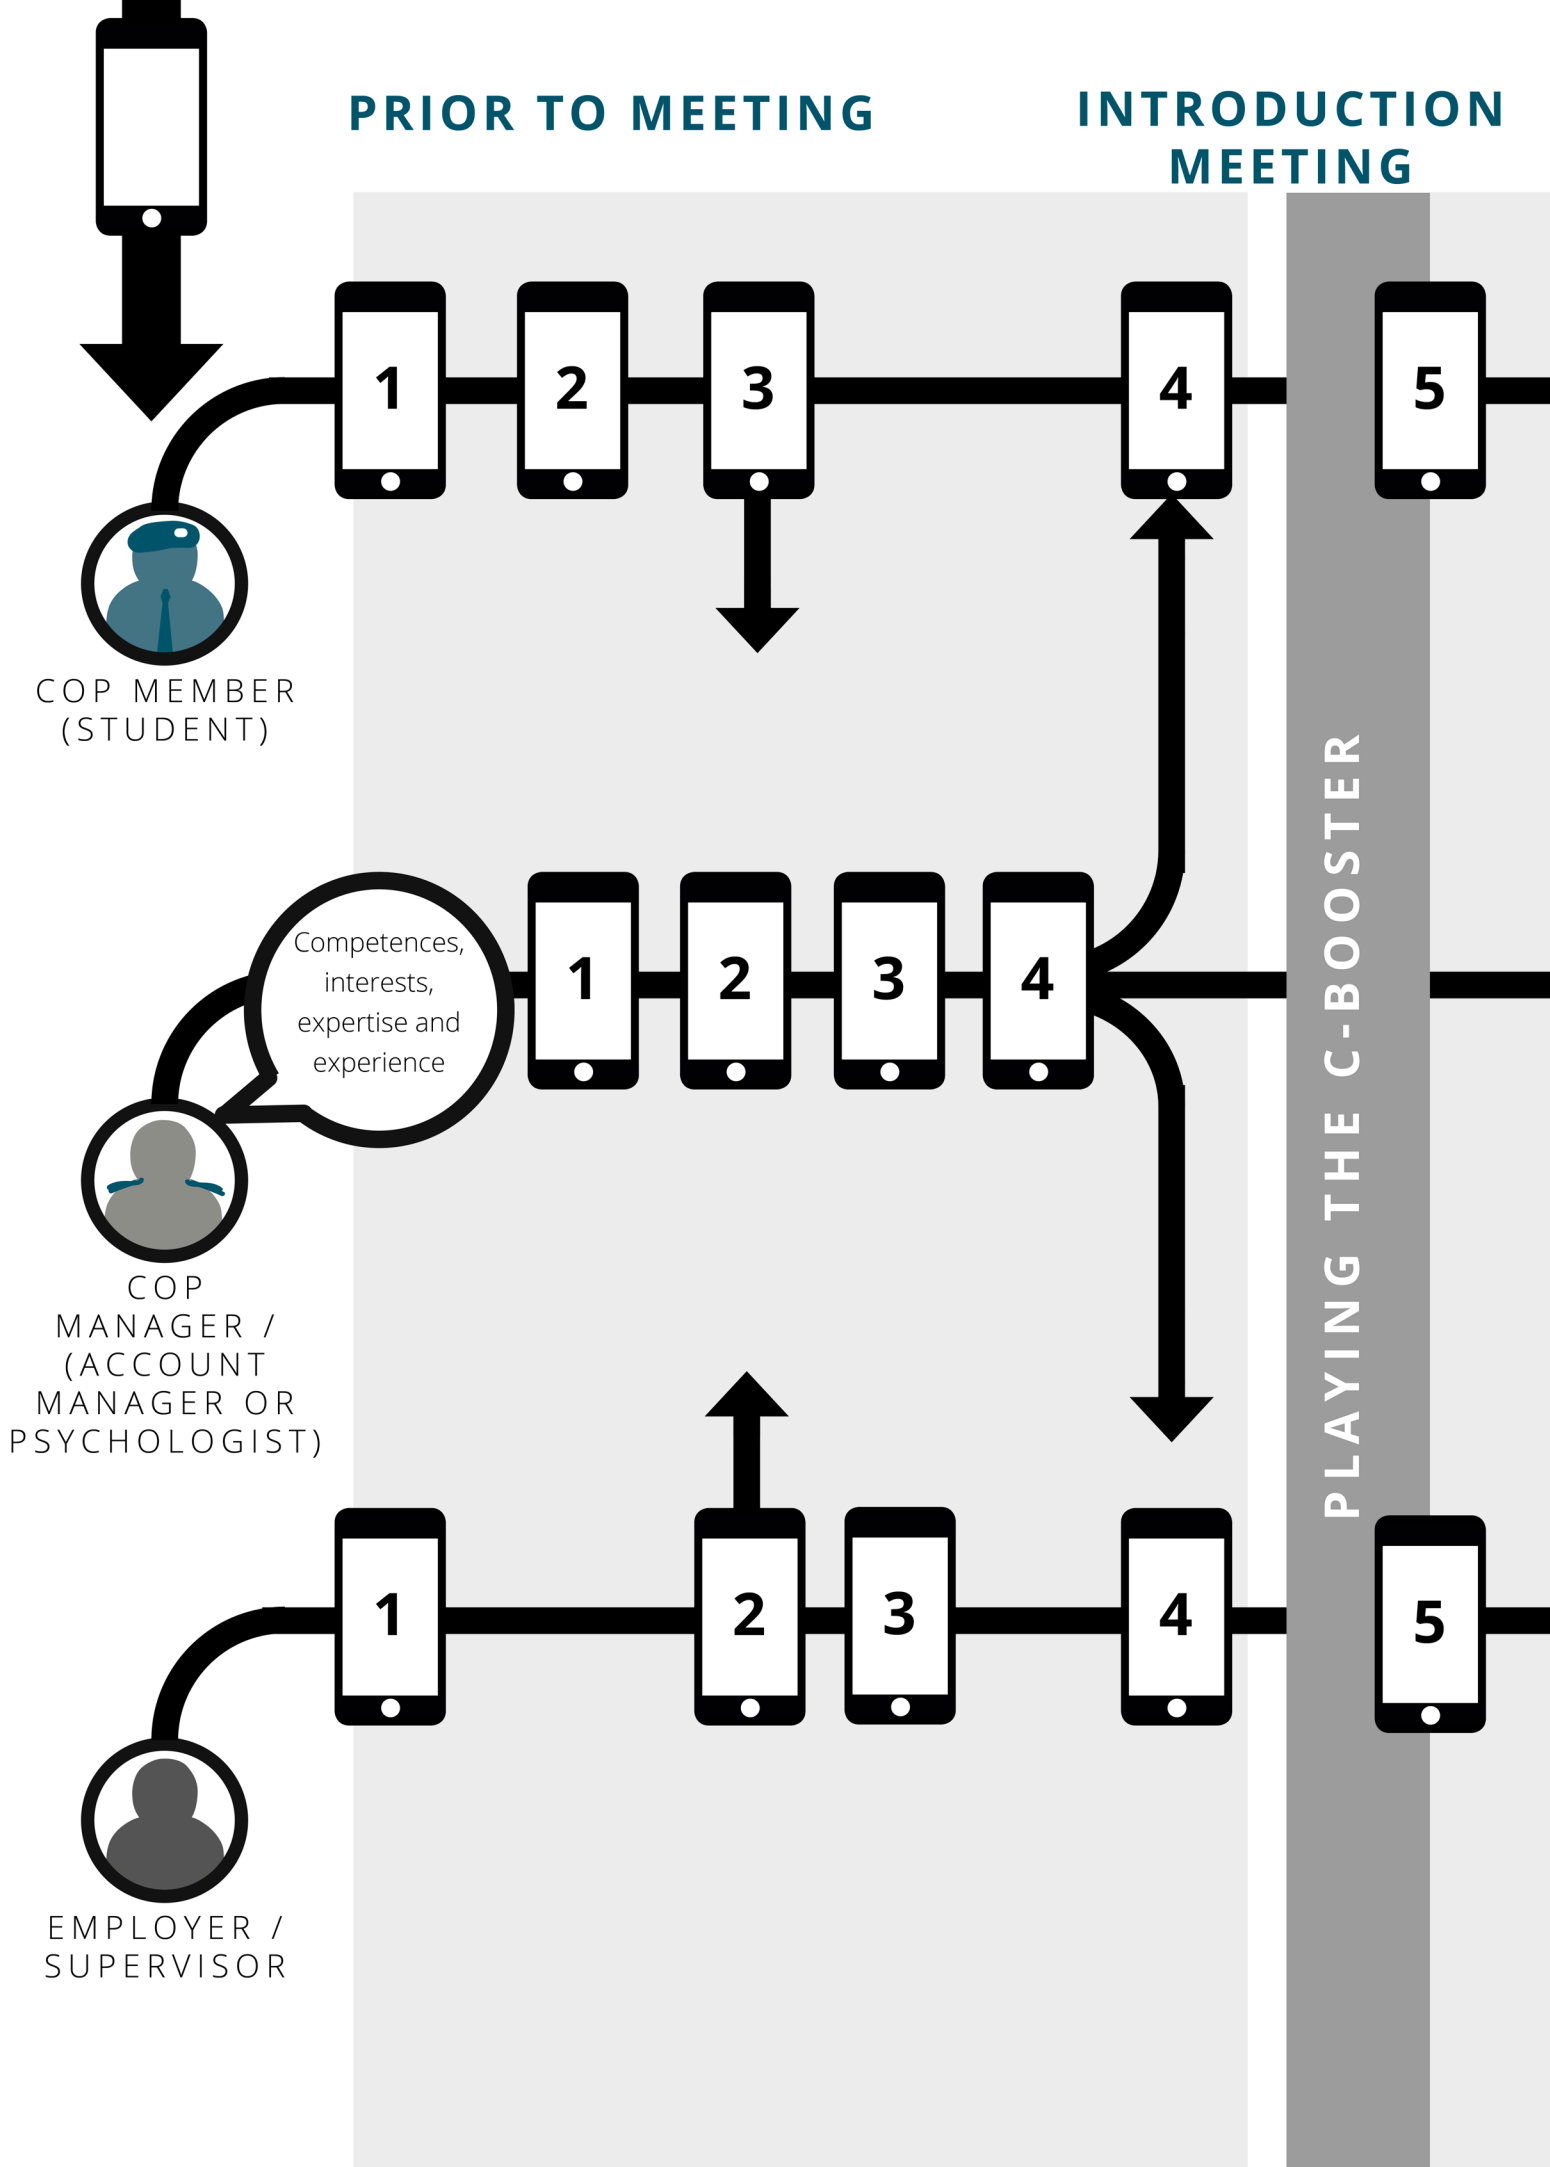 PRIOR TO MEETING
INTRODUCTION
MEETING
1
2
3
4
5
COP MEMBER
(STUDENT)
Competences,
interests,
expertise and
experience
1
2
3
4
COP
MANAGER /
(ACCOUNT
MANAGER OR
PSYCHOLOGIST)
PLAYING THE C-BOOSTER
1
2
3
4
5
EMPLOYER /
SUPERVISOR